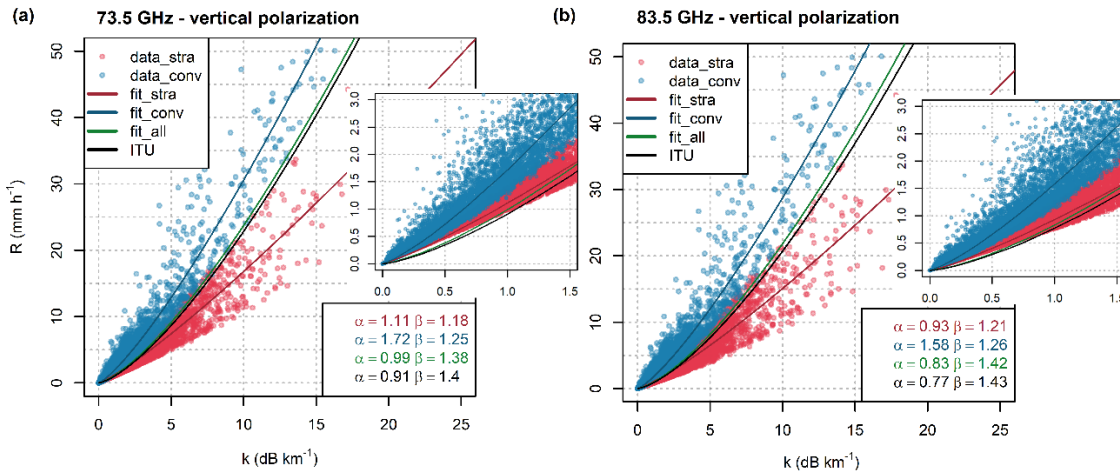 (a) 73.5 GHz - vertical polarization
data_stra
data_conv
fit_stra
fit_conv
fit_all
ITU
R (mm h⁻¹)
50
40
30
20
10
0
0 5 10 15 20 25
k (dB km⁻¹)
3.0
2.5
2.0
1.5
1.0
0.5
0.0
0.0 0.5 1.0 1.5
α = 1.11 β = 1.18
α = 1.72 β = 1.25
α = 0.99 β = 1.38
α = 0.91 β = 1.4
(b) 83.5 GHz - vertical polarization
data_stra
data_conv
fit_stra
fit_conv
fit_all
ITU
50
40
30
20
10
0
0 5 10 15 20 25
k (dB km⁻¹)
3.0
2.5
2.0
1.5
1.0
0.5
0.0
0.0 0.5 1.0 1.5
α = 0.93 β = 1.21
α = 1.58 β = 1.26
α = 0.83 β = 1.42
α = 0.77 β = 1.43